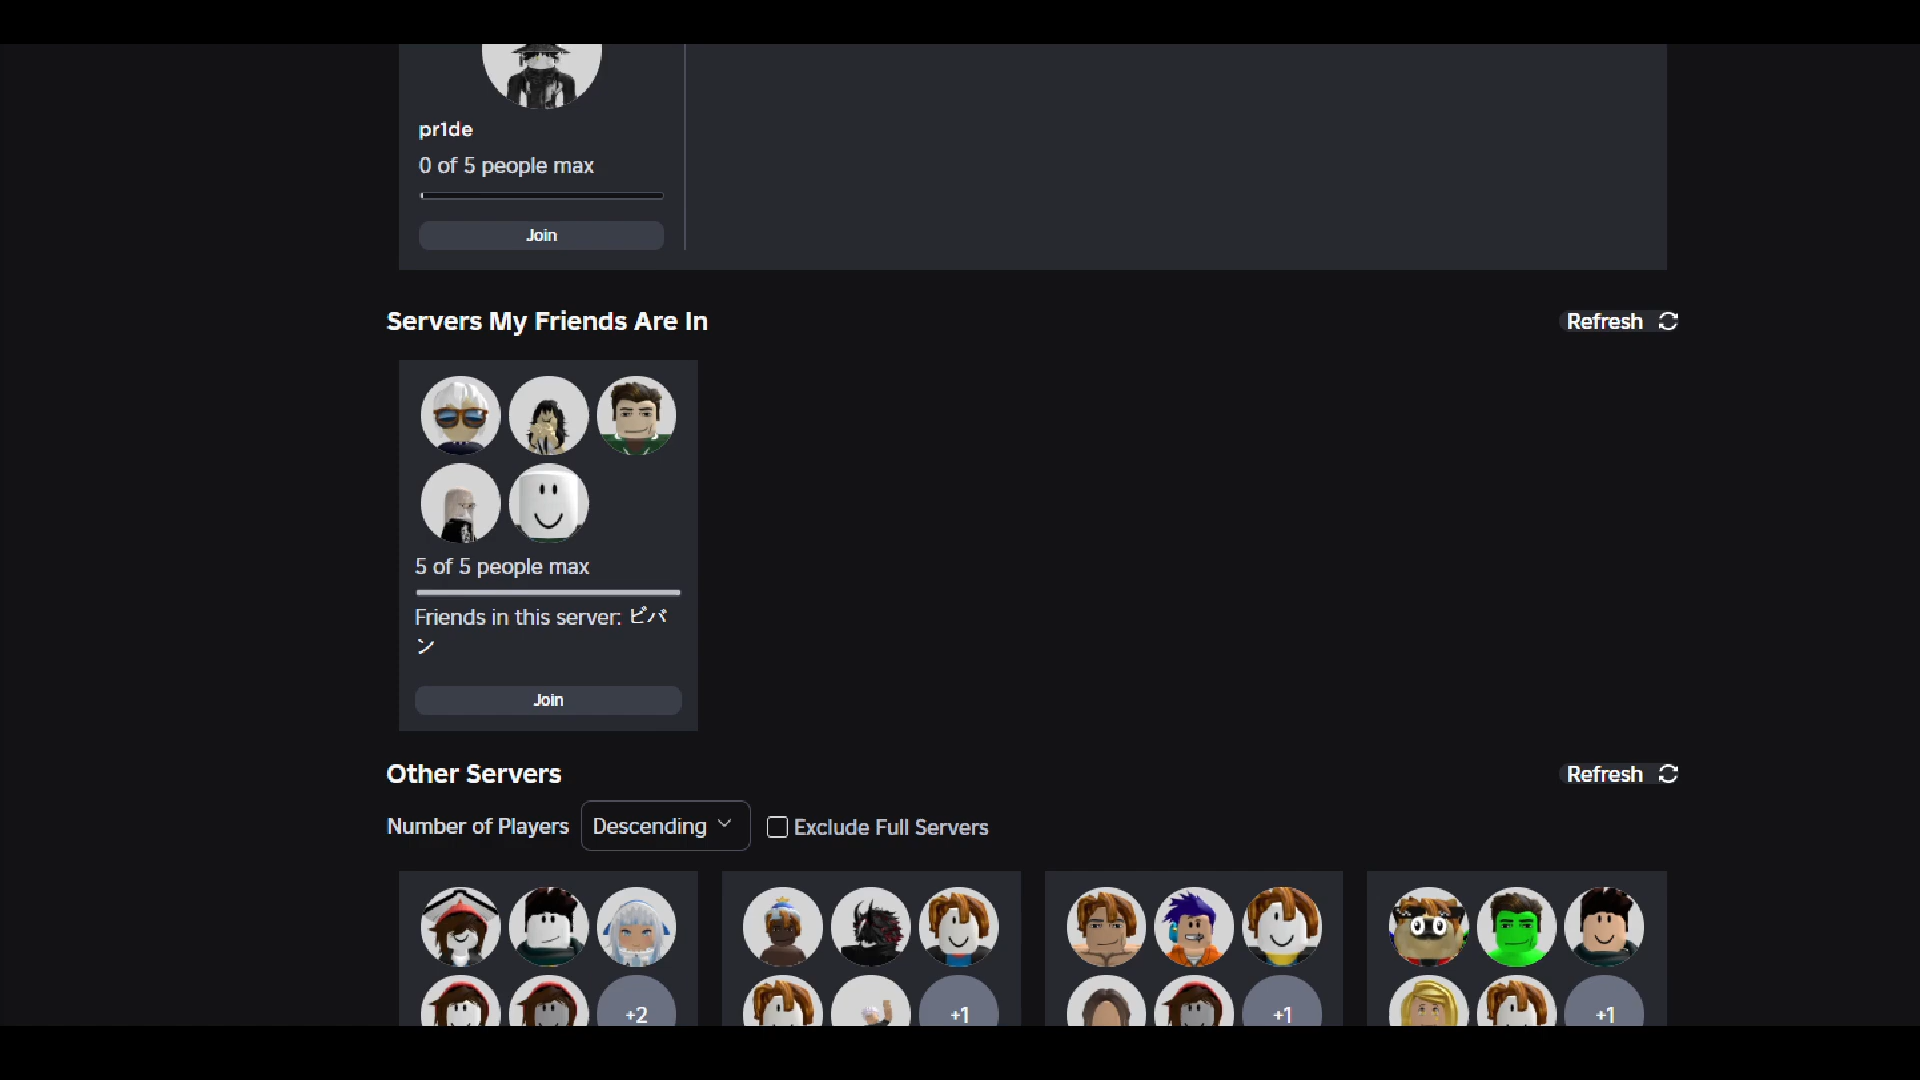 pr1de
0 of 5 people max
Join
Servers My Friends Are In
Refresh
5 of 5 people max
Friends in this server: ピバ
ン
Join
Other Servers
Refresh
Number of Players
Descending
Exclude Full Servers
+2
+1
+1
+1